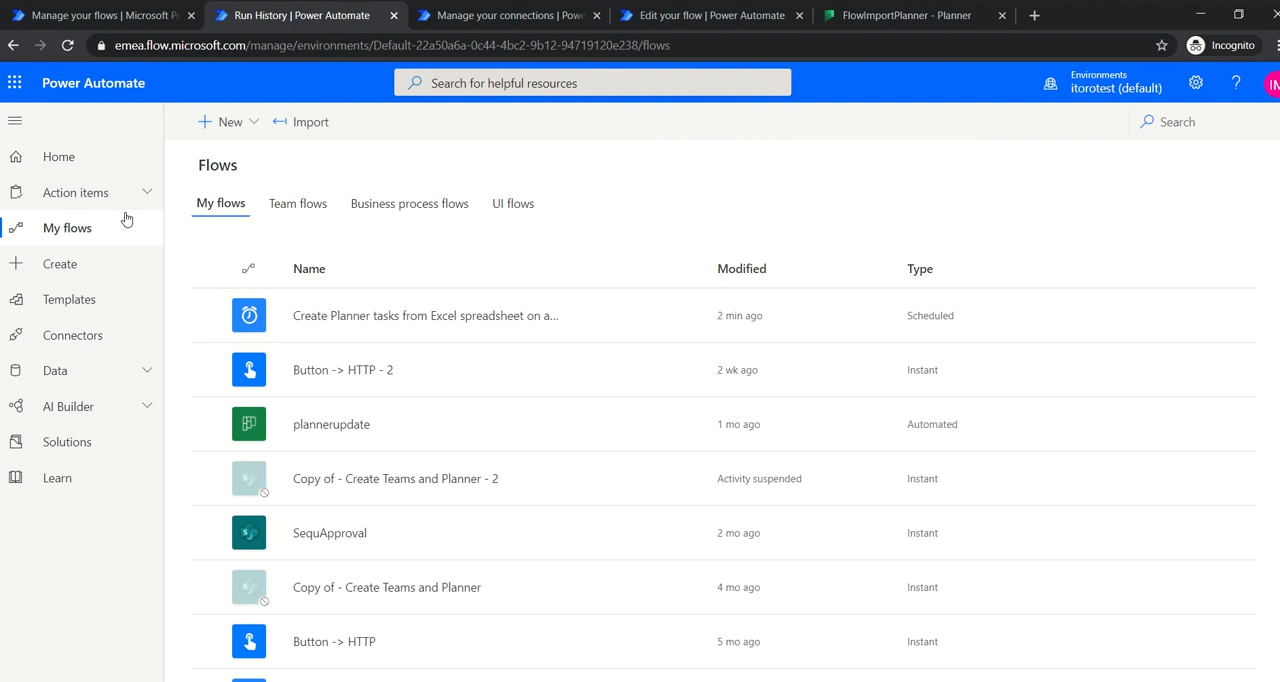 Manage your flows | Microsoft P
Run History | Power Automate
Manage your connections | Pow
Edit your flow | Power Automate
FlowImportPlanner - Planner
emea.flow.microsoft.com/manage/environments/Default-22a50a6a-0c44-4bc2-9b12-94719120e238/flows
Incognito
Power Automate
Search for helpful resources
Environments
itorotest (default)
?
IM
New
Import
Search
Home
Action items
My flows
Create
Templates
Connectors
Data
AI Builder
Solutions
Learn
Flows
My flows Team flows Business process flows UI flows
Name Modified Type
Create Planner tasks from Excel spreadsheet on a... 2 min ago Scheduled
Button -> HTTP - 2 2 wk ago Instant
plannerupdate 1 mo ago Automated
Copy of - Create Teams and Planner - 2 Activity suspended Instant
SequApproval 2 mo ago Instant
Copy of - Create Teams and Planner 4 mo ago Instant
Button -> HTTP 5 mo ago Instant